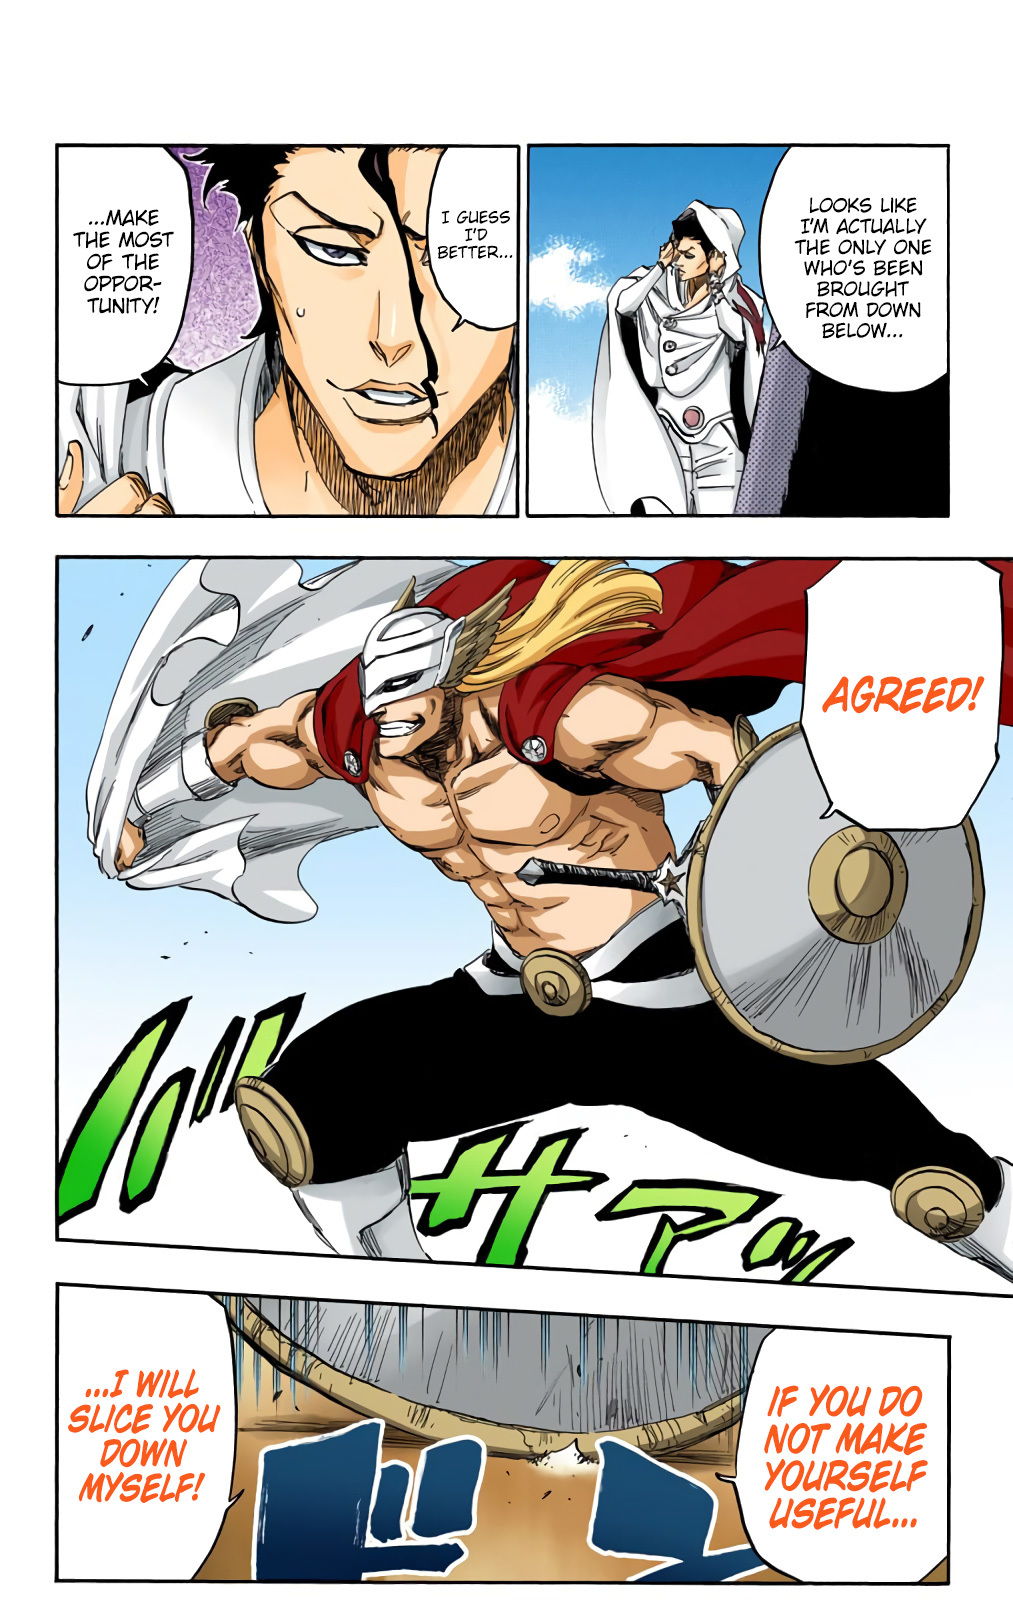 LOOKS LIKE
I'M ACTUALLY
THE ONLY ONE
WHO'S BEEN
BROUGHT
FROM DOWN
BELOW...
I GUESS
I'D
BETTER...
...MAKE
THE MOST
OF THE
OPPOR-
TUNITY!
AGREED!
バサアッ
IF YOU DO
NOT MAKE
YOURSELF
USEFUL...
...I WILL
SLICE YOU
DOWN
MYSELF!
ドン